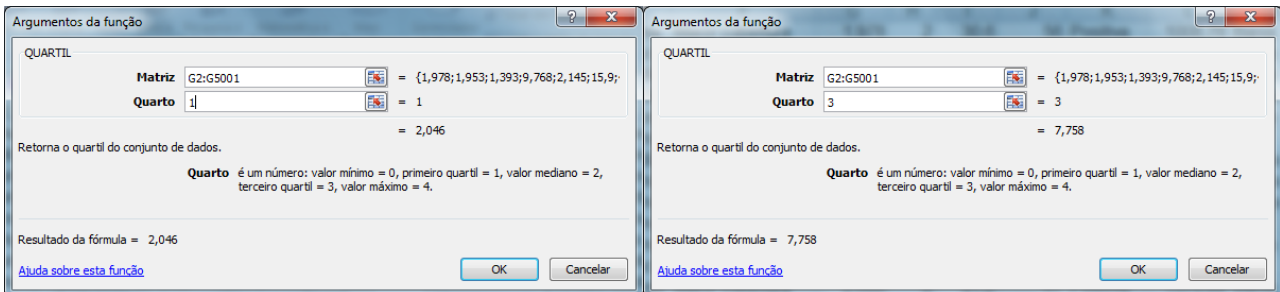 Argumentos da função
QUARTIL
Matriz G2:G5001 = {1,978;1,953;1,393;9,768;2,145;15,9;
Quarto 1 = 1
= 2,046
Retorna o quartil do conjunto de dados.
Quarto é um número: valor mínimo = 0, primeiro quartil = 1, valor mediano = 2,
terceiro quartil = 3, valor máximo = 4.
Resultado da fórmula = 2,046
Ajuda sobre esta função
OK Cancelar
Argumentos da função
QUARTIL
Matriz G2:G5001 = {1,978;1,953;1,393;9,768;2,145;15,9;
Quarto 3 = 3
= 7,758
Retorna o quartil do conjunto de dados.
Quarto é um número: valor mínimo = 0, primeiro quartil = 1, valor mediano = 2,
terceiro quartil = 3, valor máximo = 4.
Resultado da fórmula = 7,758
Ajuda sobre esta função
OK Cancelar